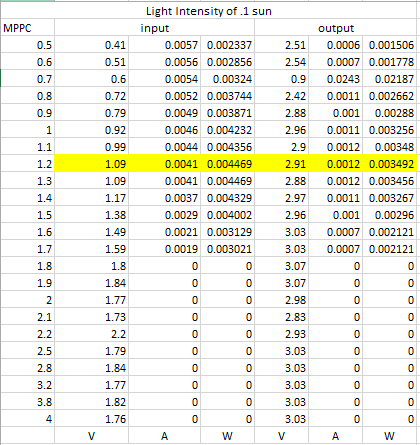 Light Intensity of .1 sun
MPPC input output
0.5 0.41 0.0057 0.002337 2.51 0.0006 0.001506
0.6 0.51 0.0056 0.002856 2.54 0.0007 0.001778
0.7 0.6 0.0054 0.00324 0.9 0.0243 0.02187
0.8 0.72 0.0052 0.003744 2.42 0.0011 0.002662
0.9 0.79 0.0049 0.003871 2.88 0.001 0.00288
1 0.92 0.0046 0.004232 2.96 0.0011 0.003256
1.1 0.99 0.0044 0.004356 2.9 0.0012 0.00348
1.2 1.09 0.0041 0.004469 2.91 0.0012 0.003492
1.3 1.09 0.0041 0.004469 2.88 0.0012 0.003456
1.4 1.17 0.0037 0.004329 2.97 0.0011 0.003267
1.5 1.38 0.0029 0.004002 2.96 0.001 0.00296
1.6 1.49 0.0021 0.003129 3.03 0.0007 0.002121
1.7 1.59 0.0019 0.003021 3.03 0.0007 0.002121
1.8 1.8 0 0 3.07 0 0
1.9 1.84 0 0 3.07 0 0
2 1.77 0 0 2.98 0 0
2.1 1.73 0 0 2.83 0 0
2.2 2.2 0 0 2.93 0 0
2.5 1.79 0 0 3.03 0 0
2.8 1.84 0 0 3.03 0 0
3.2 1.77 0 0 3.03 0 0
3.8 1.82 0 0 3.03 0 0
4 1.76 0 0 3.03 0 0
V A W V A W